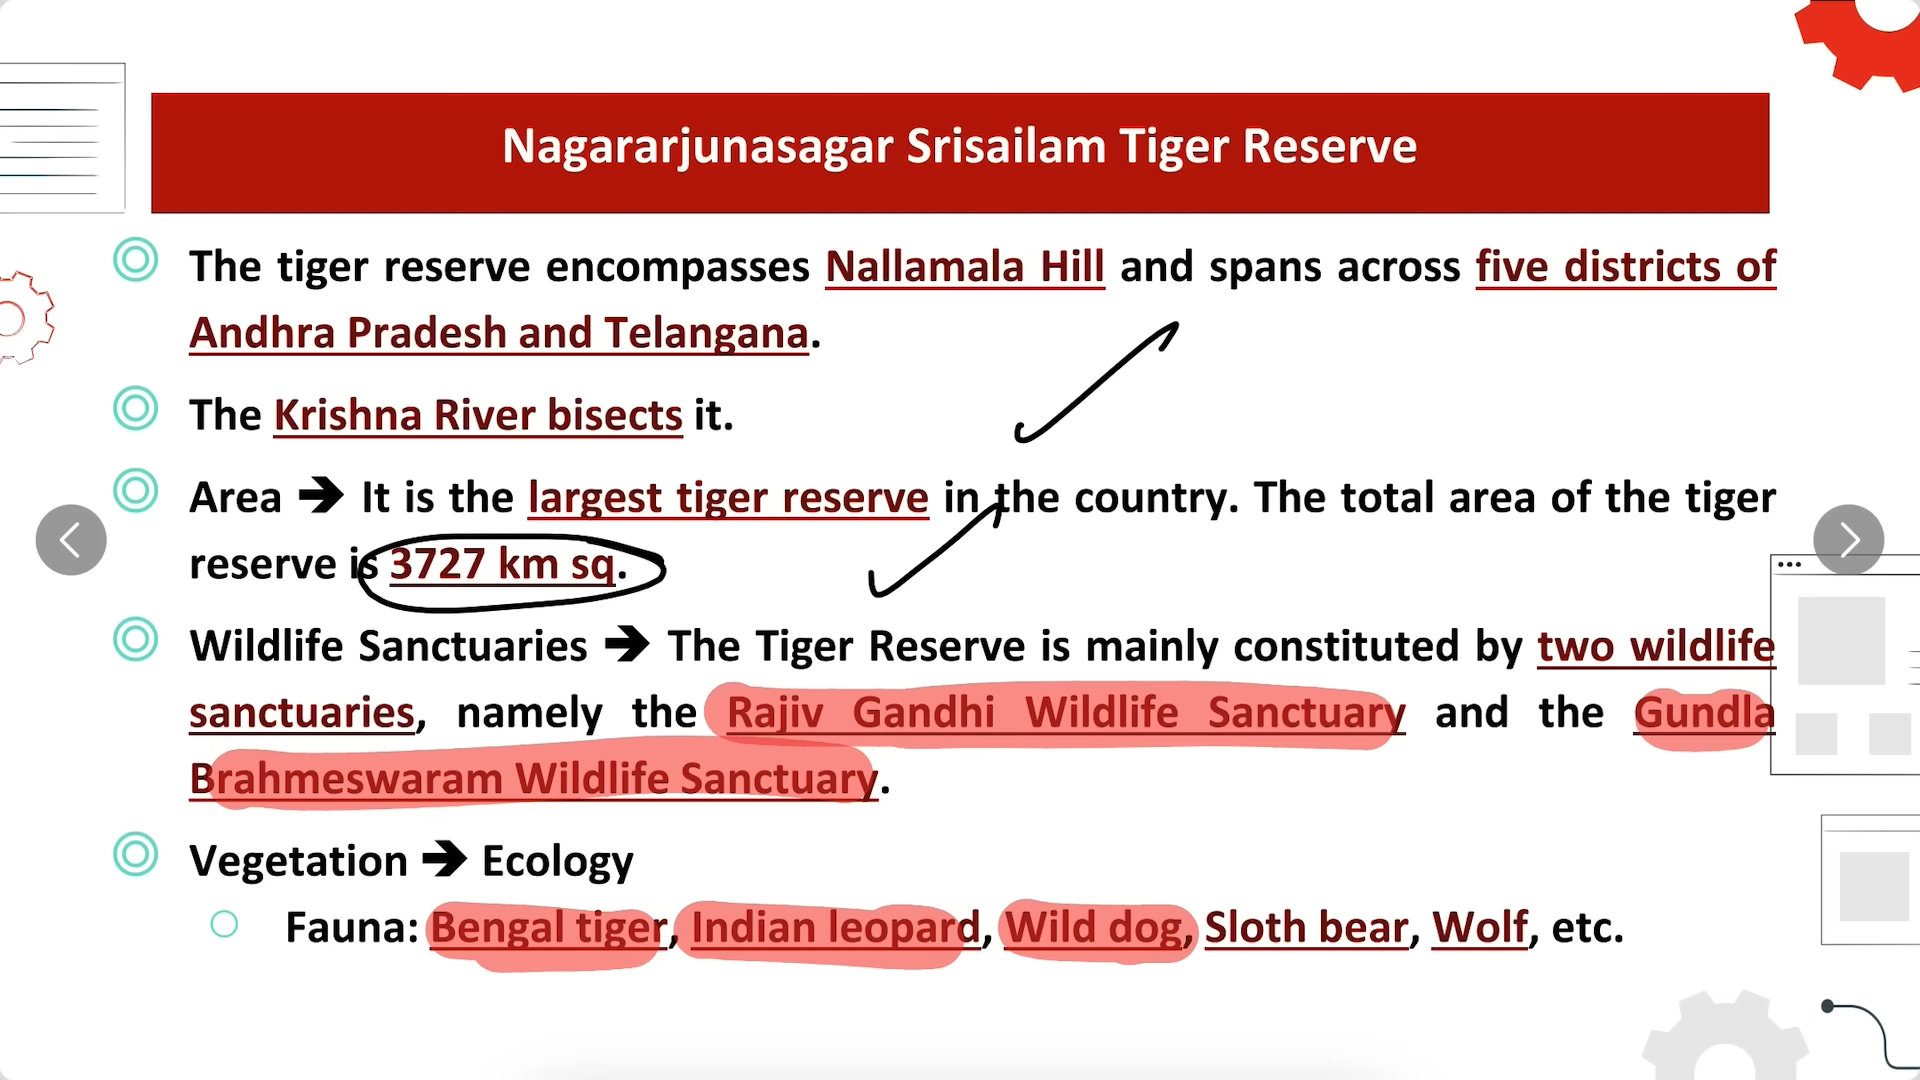 Nagararjunasagar Srisailam Tiger Reserve
The tiger reserve encompasses Nallamala Hill and spans across five districts of
Andhra Pradesh and Telangana.
The Krishna River bisects it.
Area ➔ It is the largest tiger reserve in the country. The total area of the tiger
reserve is 3727 km sq.
Wildlife Sanctuaries ➔ The Tiger Reserve is mainly constituted by two wildlife
sanctuaries, namely the Rajiv Gandhi Wildlife Sanctuary and the Gundla
Brahmeswaram Wildlife Sanctuary.
Vegetation ➔ Ecology
Fauna: Bengal tiger, Indian leopard, Wild dog, Sloth bear, Wolf, etc.